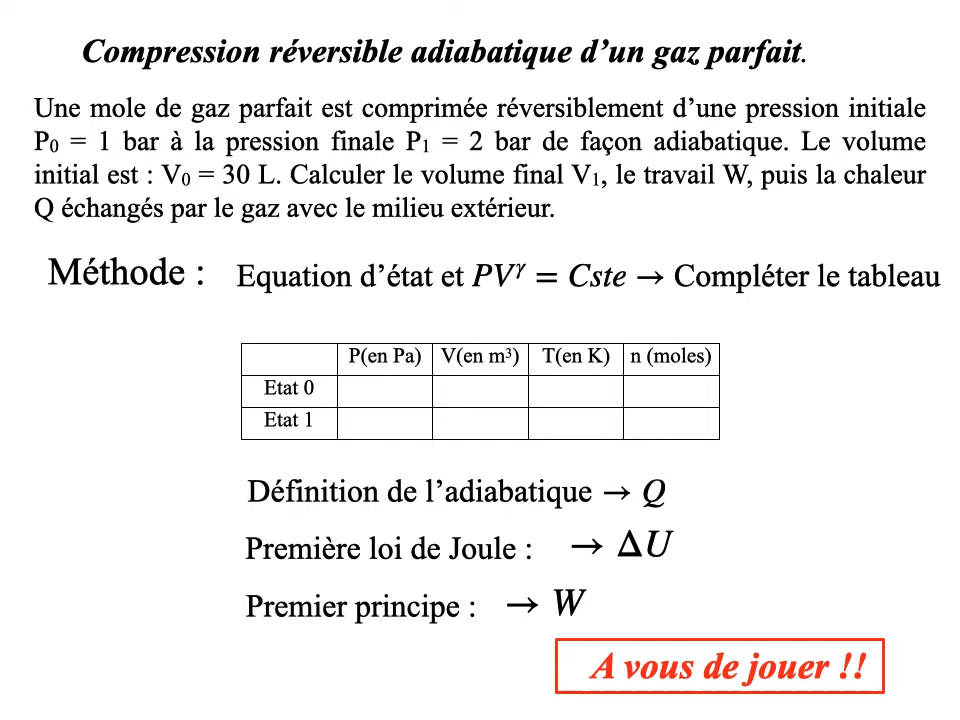 Compression réversible adiabatique d’un gaz parfait.
Une mole de gaz parfait est comprimée réversiblement d’une pression initiale
P₀ = 1 bar à la pression finale P₁ = 2 bar de façon adiabatique. Le volume
initial est : V₀ = 30 L. Calculer le volume final V₁, le travail W, puis la chaleur
Q échangés par le gaz avec le milieu extérieur.
Méthode : Equation d’état et PVᵞ = Cste → Compléter le tableau
P(en Pa) V(en m³) T(en K) n (moles)
Etat 0
Etat 1
Définition de l’adiabatique → Q
Première loi de Joule : → ΔU
Premier principe : → W
A vous de jouer !!